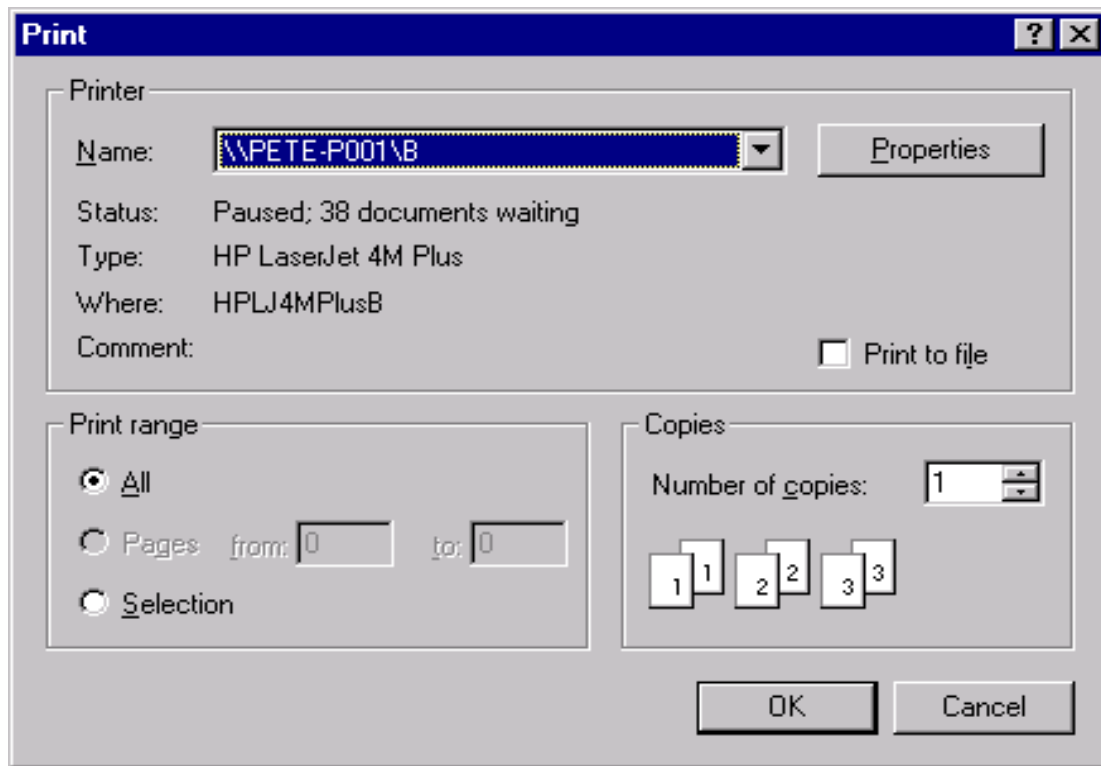 Print
Printer
Name: \\PETE-P001\B Properties
Status: Paused; 38 documents waiting
Type: HP LaserJet 4M Plus
Where: HPLJ4MPlusB
Comment: Print to file
Print range
All
Pages from: 0 to: 0
Selection
Copies
Number of copies: 1
1 1 2 2 3 3
OK Cancel